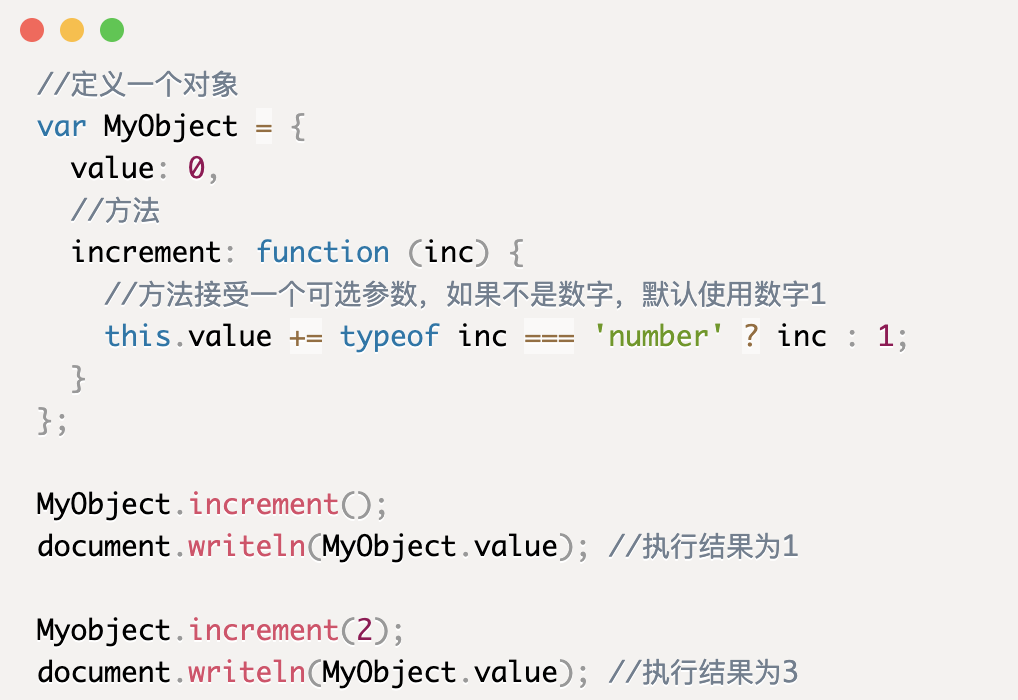 //定义一个对象
var MyObject = {
  value: 0,
  //方法
  increment: function (inc) {
    //方法接受一个可选参数，如果不是数字，默认使用数字1
    this.value += typeof inc === 'number' ? inc : 1;
  }
};

MyObject.increment();
document.writeln(MyObject.value); //执行结果为1

Myobject.increment(2);
document.writeln(MyObject.value); //执行结果为3